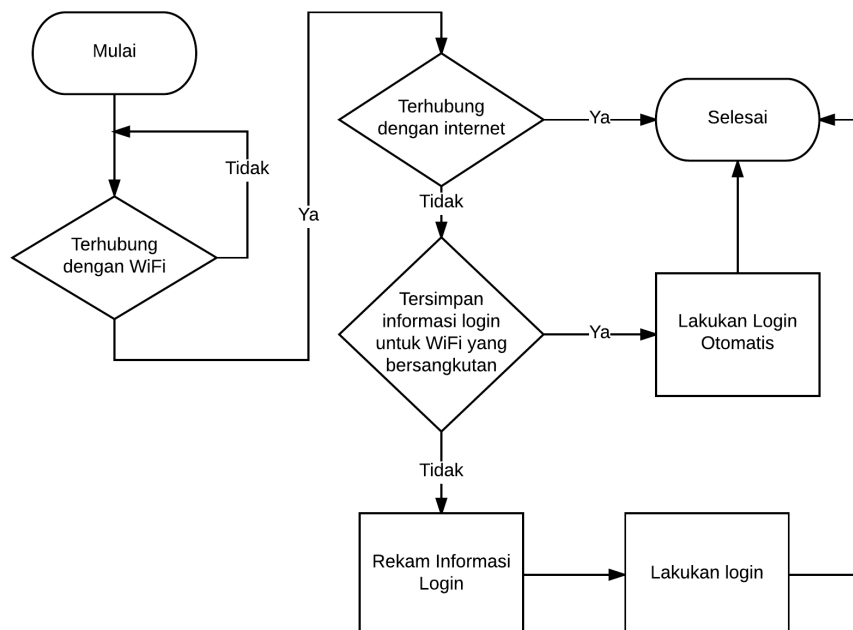 Mulai
Tidak
Terhubung
dengan WiFi
Ya
Terhubung
dengan internet
Ya
Selesai
Tidak
Tersimpan
informasi login
untuk WiFi yang
bersangkutan
Ya
Lakukan Login
Otomatis
Tidak
Rekam Informasi
Login
Lakukan login